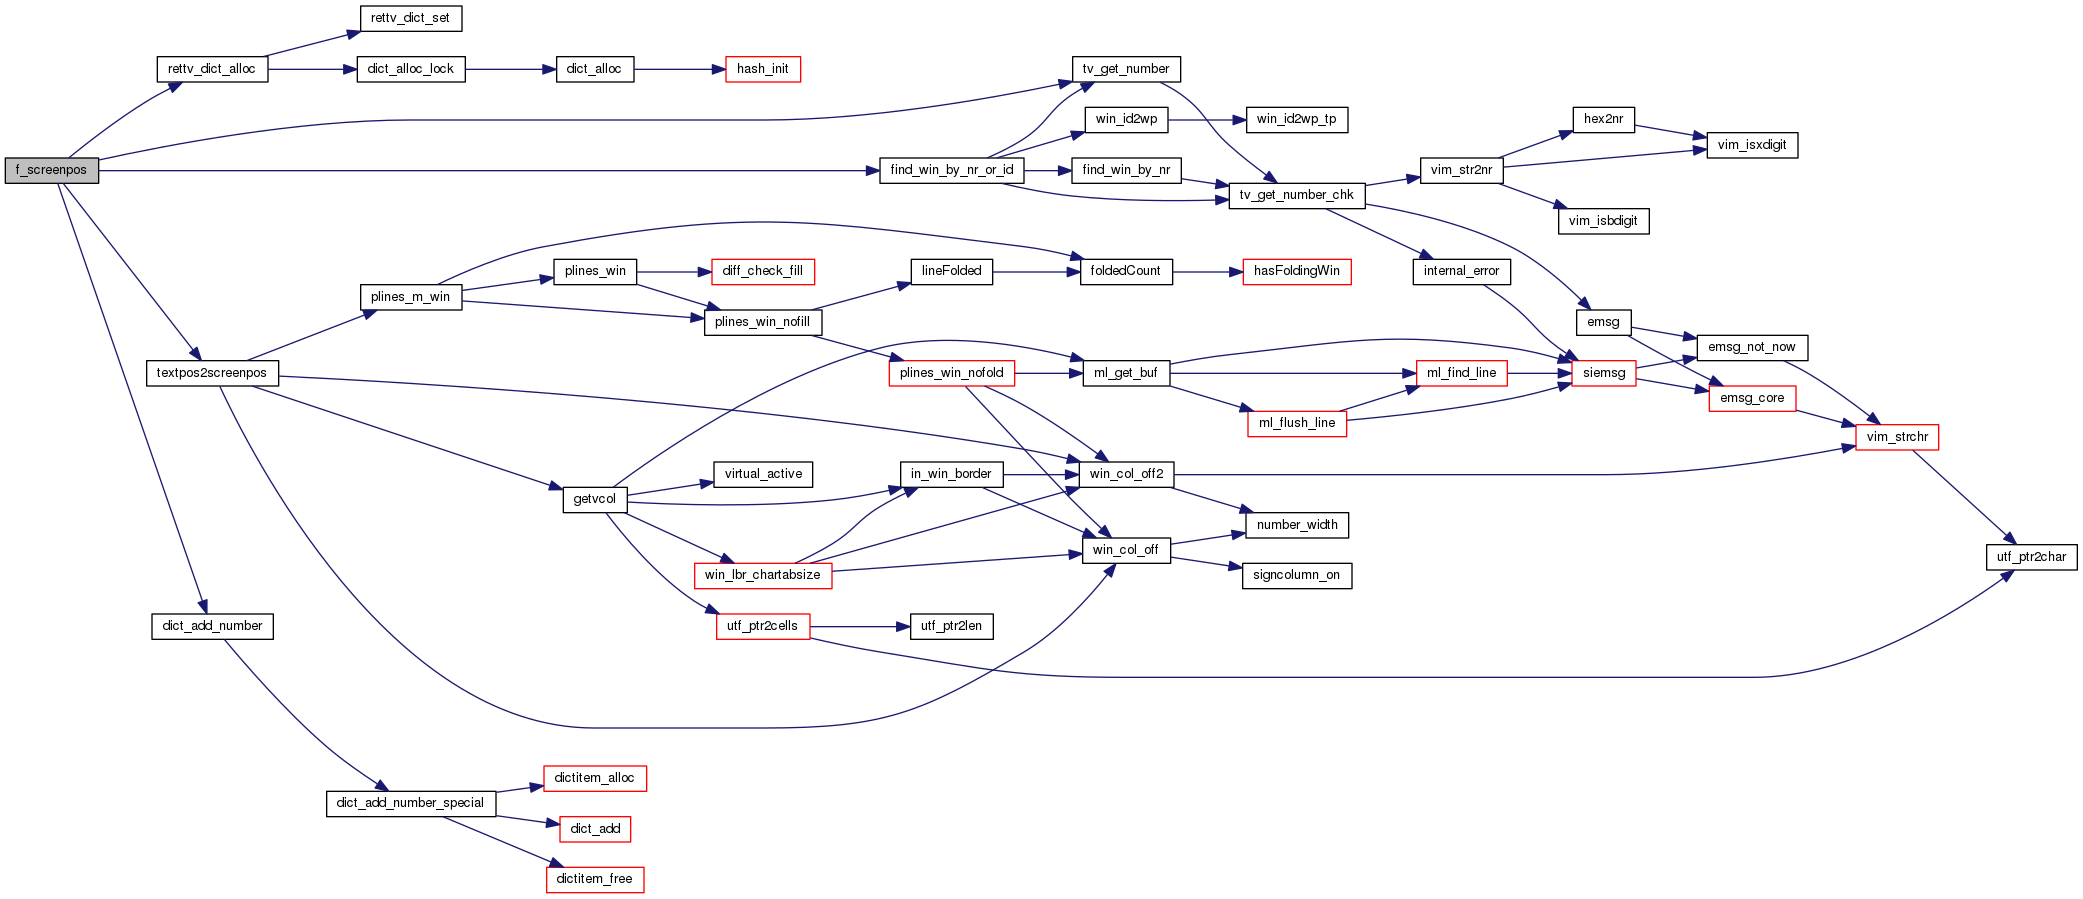 rettv_dict_set
rettv_dict_alloc
dict_alloc_lock
dict_alloc
hash_init
tv_get_number
win_id2wp
win_id2wp_tp
hex2nr
vim_isxdigit
f_screenpos
find_win_by_nr_or_id
find_win_by_nr
vim_str2nr
tv_get_number_chk
vim_isbdigit
plines_win
diff_check_fill
lineFolded
foldedCount
hasFoldingWin
internal_error
plines_m_win
plines_win_nofill
emsg
emsg_not_now
textpos2screenpos
plines_win_nofold
ml_get_buf
ml_find_line
siemsg
emsg_core
ml_flush_line
vim_strchr
virtual_active
in_win_border
win_col_off2
getvcol
number_width
win_col_off
utf_ptr2char
win_lbr_chartabsize
signcolumn_on
dict_add_number
utf_ptr2cells
utf_ptr2len
dictitem_alloc
dict_add_number_special
dict_add
dictitem_free